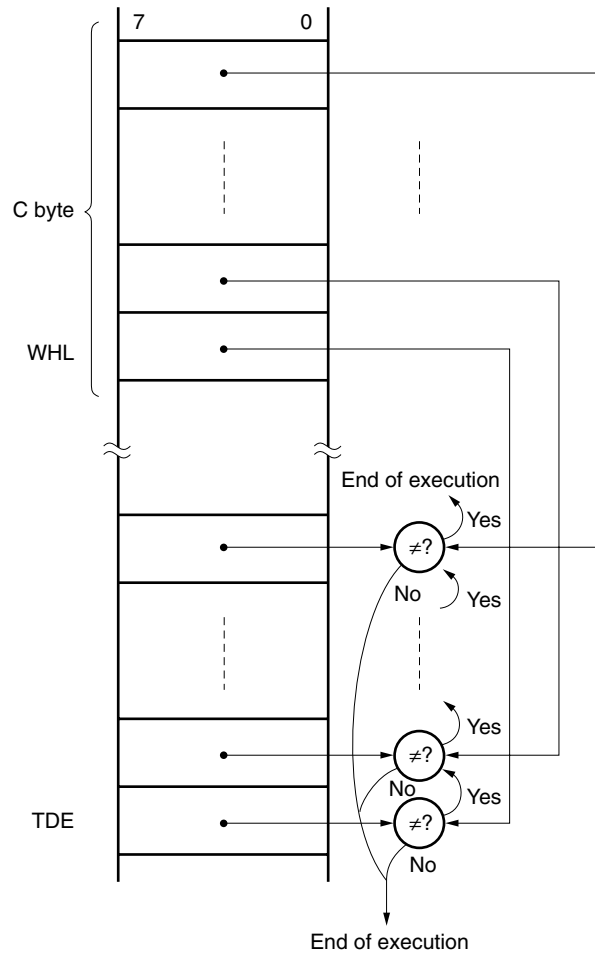 7 0
C byte
WHL
End of execution
Yes
≠?
No
Yes
Yes
≠?
No
Yes
TDE
≠?
No
End of execution